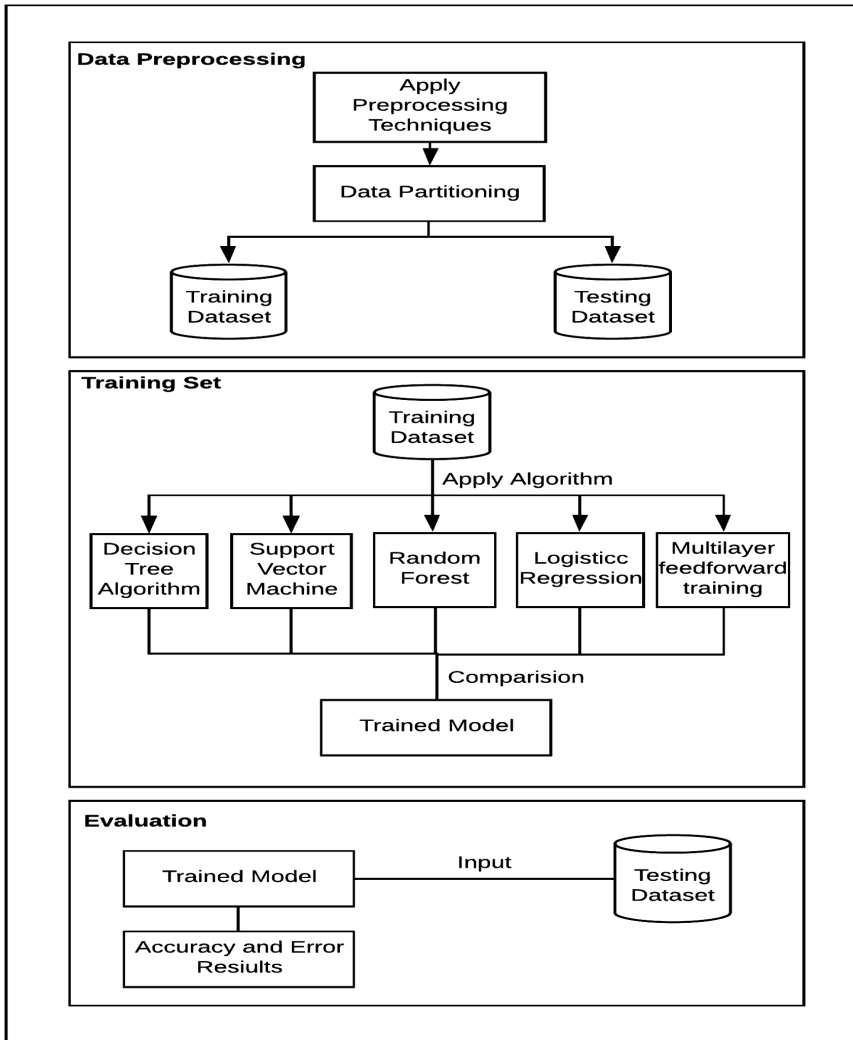 Data Preprocessing
Apply
Preprocessing
Techniques
Data Partitioning
Training
Dataset
Testing
Dataset
Training Set
Training
Dataset
Apply Algorithm
Decision
Tree
Algorithm
Support
Vector
Machine
Random
Forest
Logisticc
Regression
Multilayer
feedforward
training
Comparision
Trained Model
Evaluation
Trained Model
Input
Testing
Dataset
Accuracy and Error
Resiults